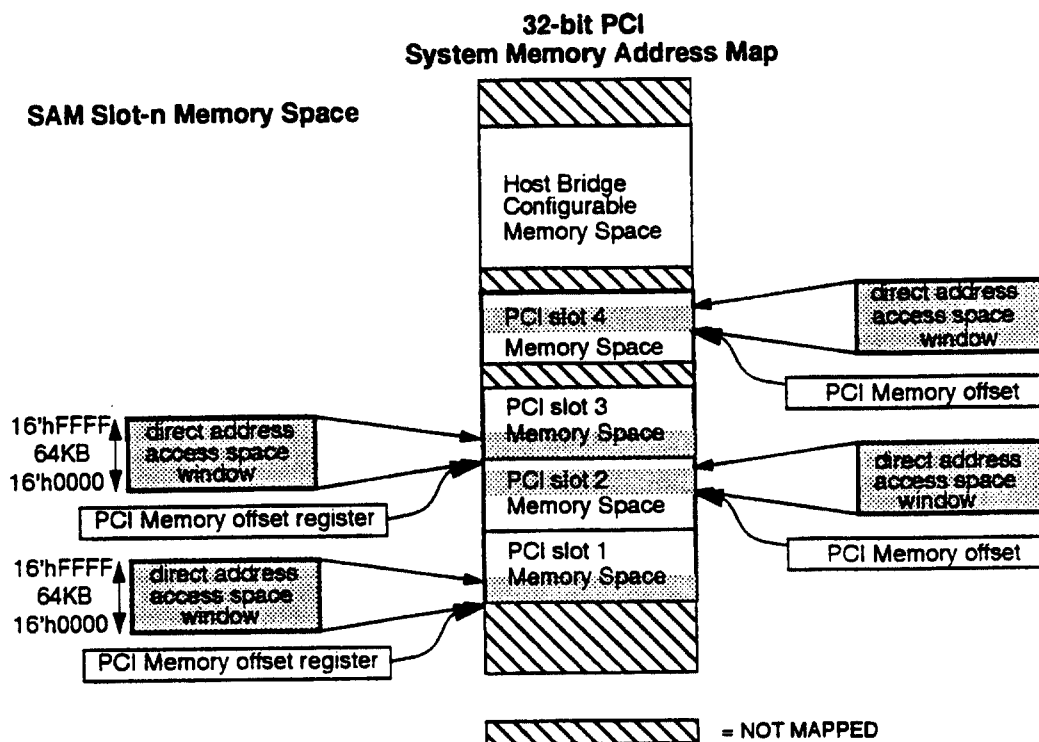 32-bit PCI
System Memory Address Map
SAM Slot-n Memory Space
Host Bridge
Configurable
Memory Space
PCI slot 4
Memory Space
direct address
access space
window
PCI Memory offset
PCI slot 3
Memory Space
16'hFFFF
64KB
16'h0000
direct address
access space
window
PCI Memory offset register
PCI slot 2
Memory Space
direct address
access space
window
PCI Memory offset
PCI slot 1
Memory Space
16'hFFFF
64KB
16'h0000
direct address
access space
window
PCI Memory offset register
= NOT MAPPED